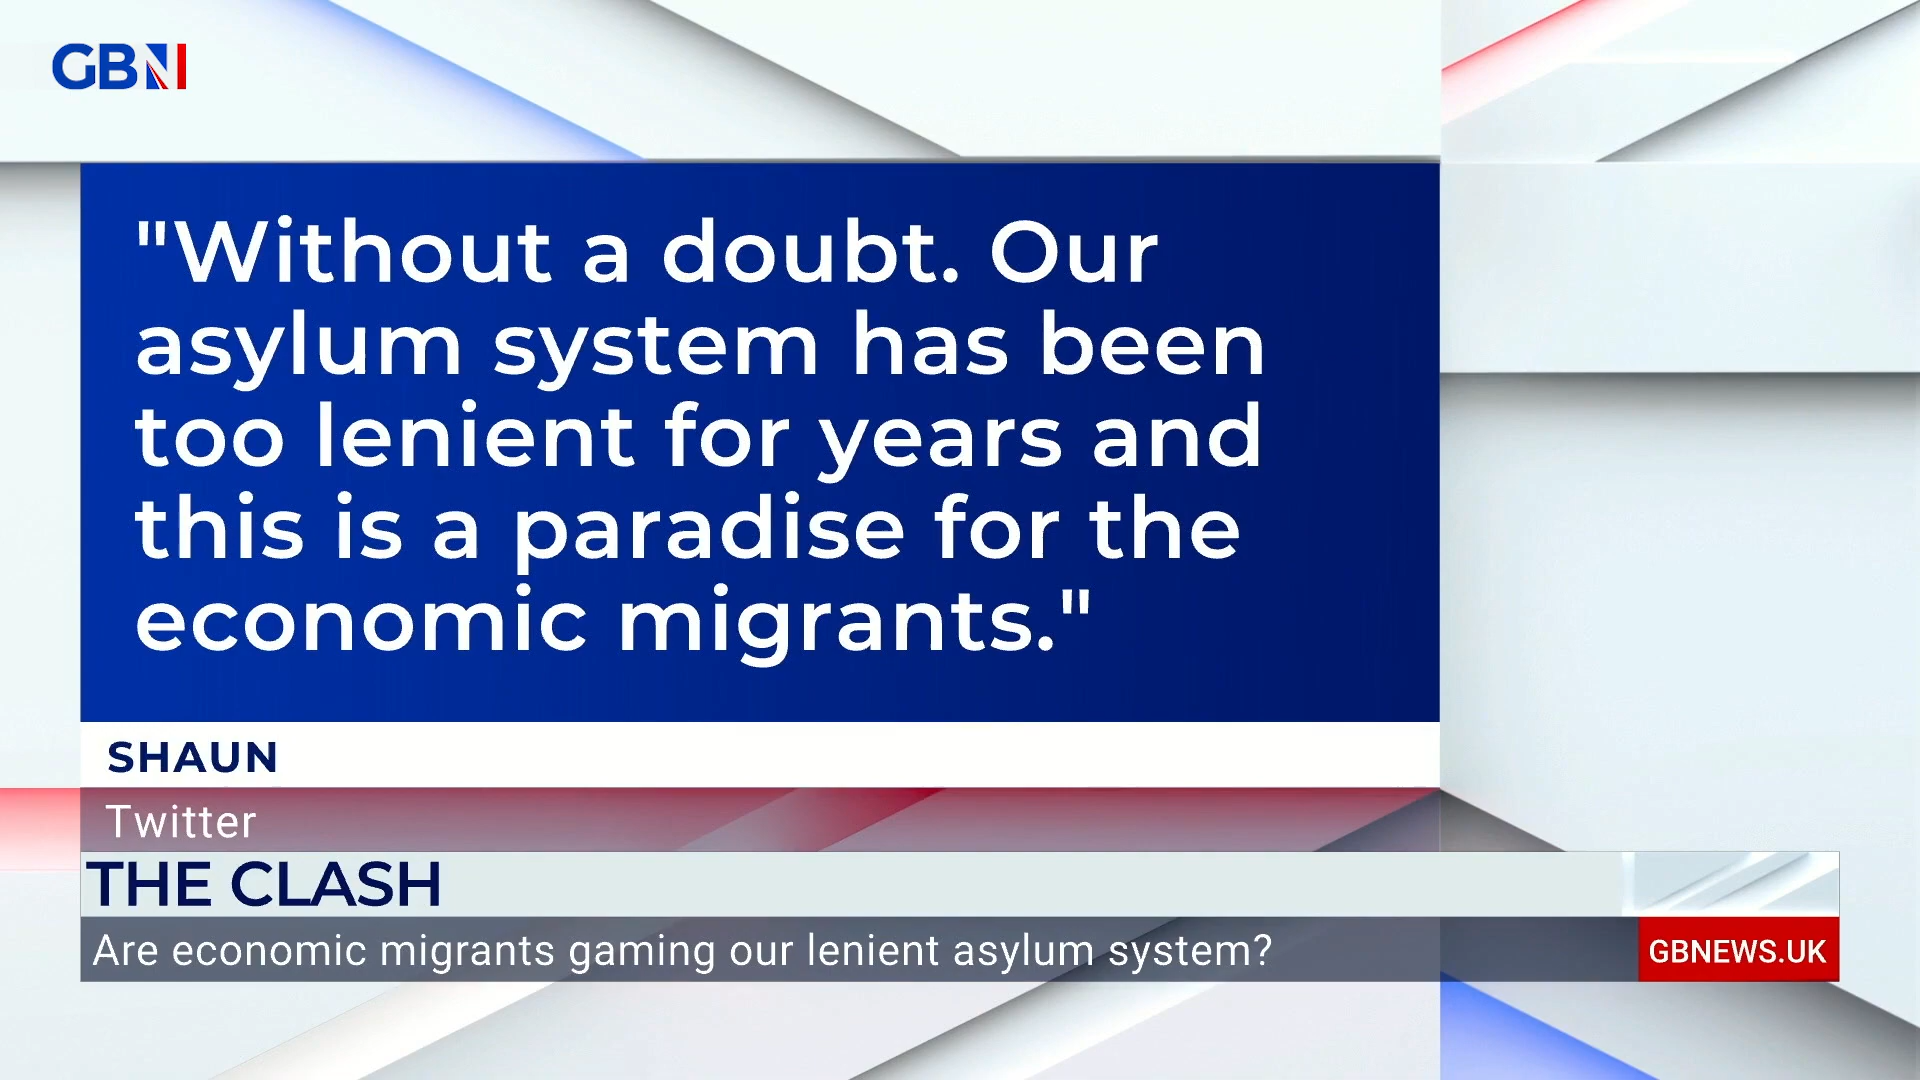 GBN
"Without a doubt. Our
asylum system has been
too lenient for years and
this is a paradise for the
economic migrants."
SHAUN
Twitter
THE CLASH
Are economic migrants gaming our lenient asylum system?
GBNEWS.UK